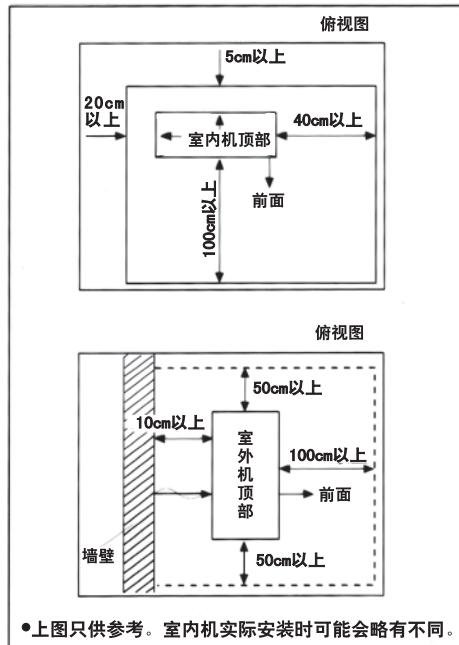 俯视图
5cm以上
20cm
以上
室内机顶部
40cm以上
前面
100cm以上
俯视图
50cm以上
10cm以上
室外机顶部
100cm以上
前面
墙壁
50cm以上
●上图只供参考。室内机实际安装时可能会略有不同。